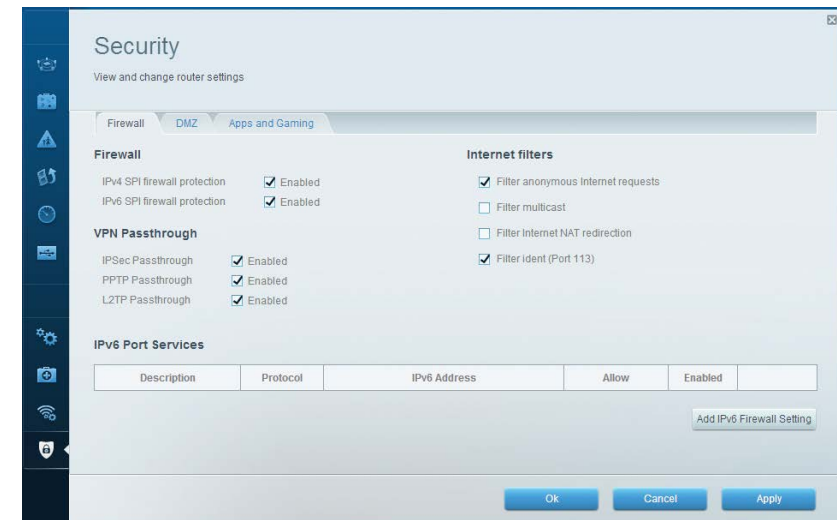 Security
View and change router settings
Firewall DMZ Apps and Gaming
Firewall
IPv4 SPI firewall protection Enabled
IPv6 SPI firewall protection Enabled
VPN Passthrough
IPSec Passthrough Enabled
PPTP Passthrough Enabled
L2TP Passthrough Enabled
Internet filters
Filter anonymous Internet requests
Filter multicast
Filter Internet NAT redirection
Filter ident (Port 113)
IPv6 Port Services
Description Protocol IPv6 Address Allow Enabled
Add IPv6 Firewall Setting
Ok Cancel Apply